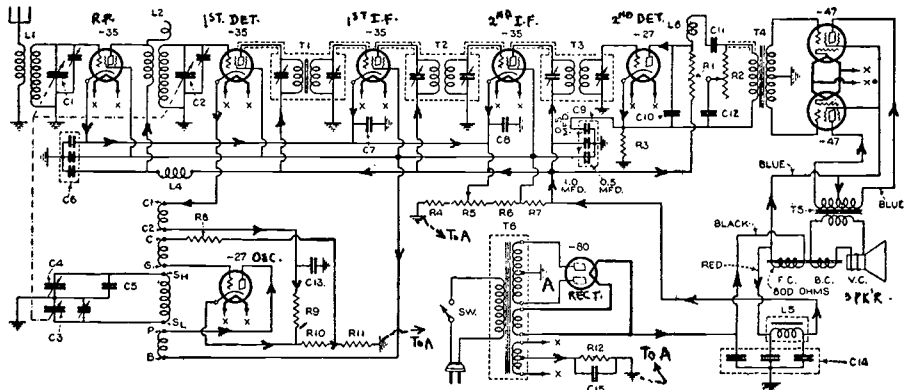 R.F. 1ST. DET. 1ST I.F. 2ND I.F. 2ND DET.
-35 -35 -35 -35 -27 -47
L1 L2 T1 T2 T3 L6 C11 T4
C1 C2 R1 R2
X X X X X X X X X X X X
C7 C8 C9 C10 C12 R3
0.5 MFD.
1.0 MFD. 0.5 MFD.
-47
C6 L4
BLUE BLUE
T5
C1 R4 R5 R6 R7
TO A
BLACK
RED
C2 R8
C
T6
-80
A
RECT.
F.C. B.C. V.C.
800 OHMS SPK'R.
G -27 OSC. C13
C4 C5 SH
SW.
L5
R9
C3 SL
P R10 R11
TO A
B
X
X
R12
C15
TO A
C14